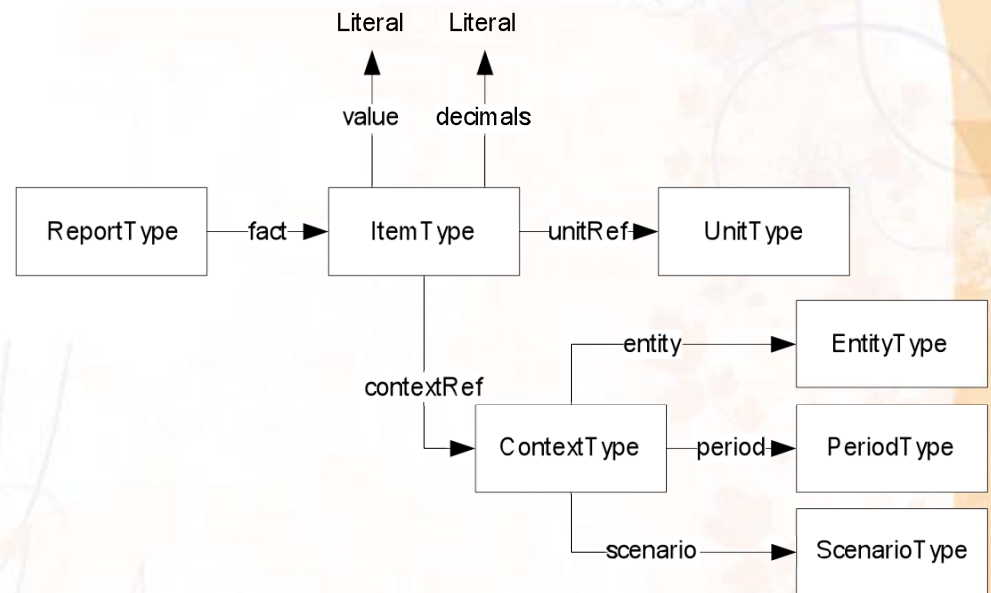 Literal Literal
value decimals
ReportType fact ItemType unitRef UnitType
entity EntityType
contextRef
ContextType period PeriodType
scenario ScenarioType